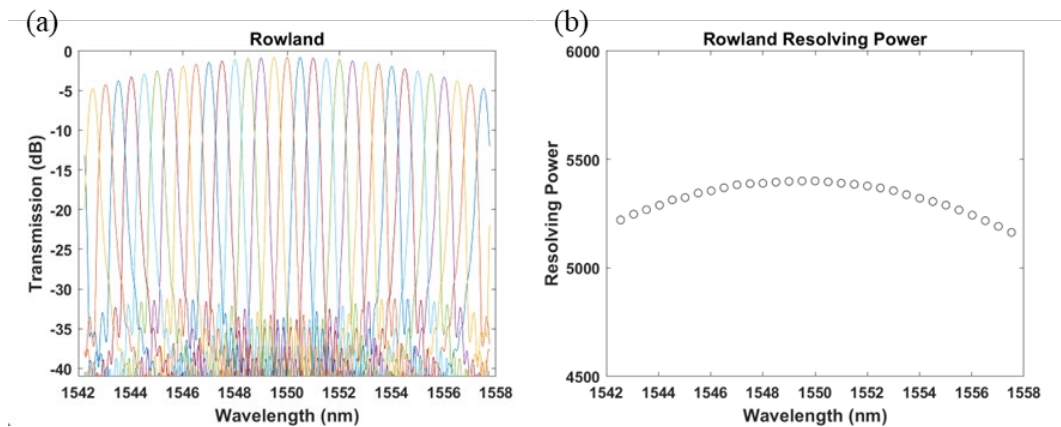 (a)
Rowland
0
-5
-10
-15
-20
-25
-30
-35
-40
Transmission (dB)
1542 1544 1546 1548 1550 1552 1554 1556 1558
Wavelength (nm)
(b)
Rowland Resolving Power
6000
5500
5000
4500
Resolving Power
1542 1544 1546 1548 1550 1552 1554 1556 1558
Wavelength (nm)